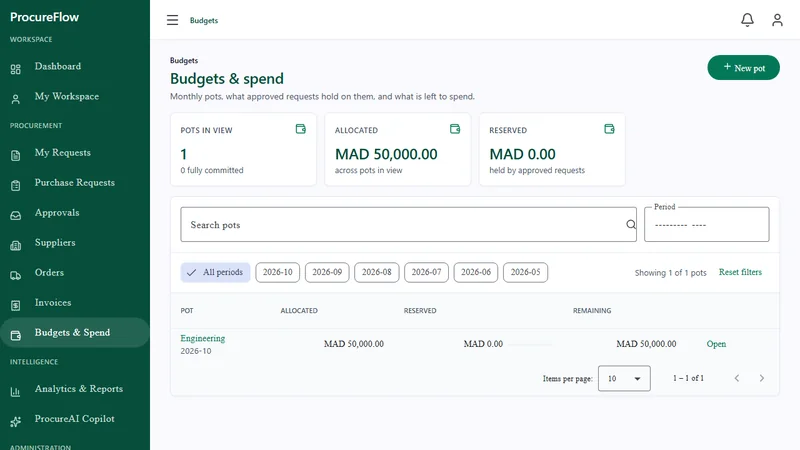 ProcureFlow
WORKSPACE
Dashboard
My Workspace
PROCUREMENT
My Requests
Purchase Requests
Approvals
Suppliers
Orders
Invoices
Budgets & Spend
INTELLIGENCE
Analytics & Reports
ProcureAI Copilot
ADMINISTRATION
Budgets
Budgets
Budgets & spend
Monthly pots, what approved requests hold on them, and what is left to spend.
+ New pot
POTS IN VIEW
1
0 fully committed
ALLOCATED
MAD 50,000.00
across pots in view
RESERVED
MAD 0.00
held by approved requests
Search pots
Period
--------- ----
All periods 2026-10 2026-09 2026-08 2026-07 2026-06 2026-05
Showing 1 of 1 pots Reset filters
POT ALLOCATED RESERVED REMAINING
Engineering MAD 50,000.00 MAD 0.00 MAD 50,000.00 Open
2026-10
Items per page: 10 1 – 1 of 1